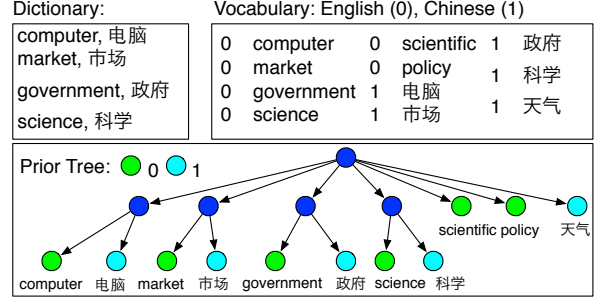 Dictionary:
computer, 电脑
market, 市场
government, 政府
science, 科学
Vocabulary: English (0), Chinese (1)
0 computer 0 scientific 1 政府
0 market 0 policy 1 科学
0 government 1 电脑 1 天气
0 science 1 市场
Prior Tree: 0 1
scientific policy 天气
computer 电脑 market 市场 government 政府 science 科学